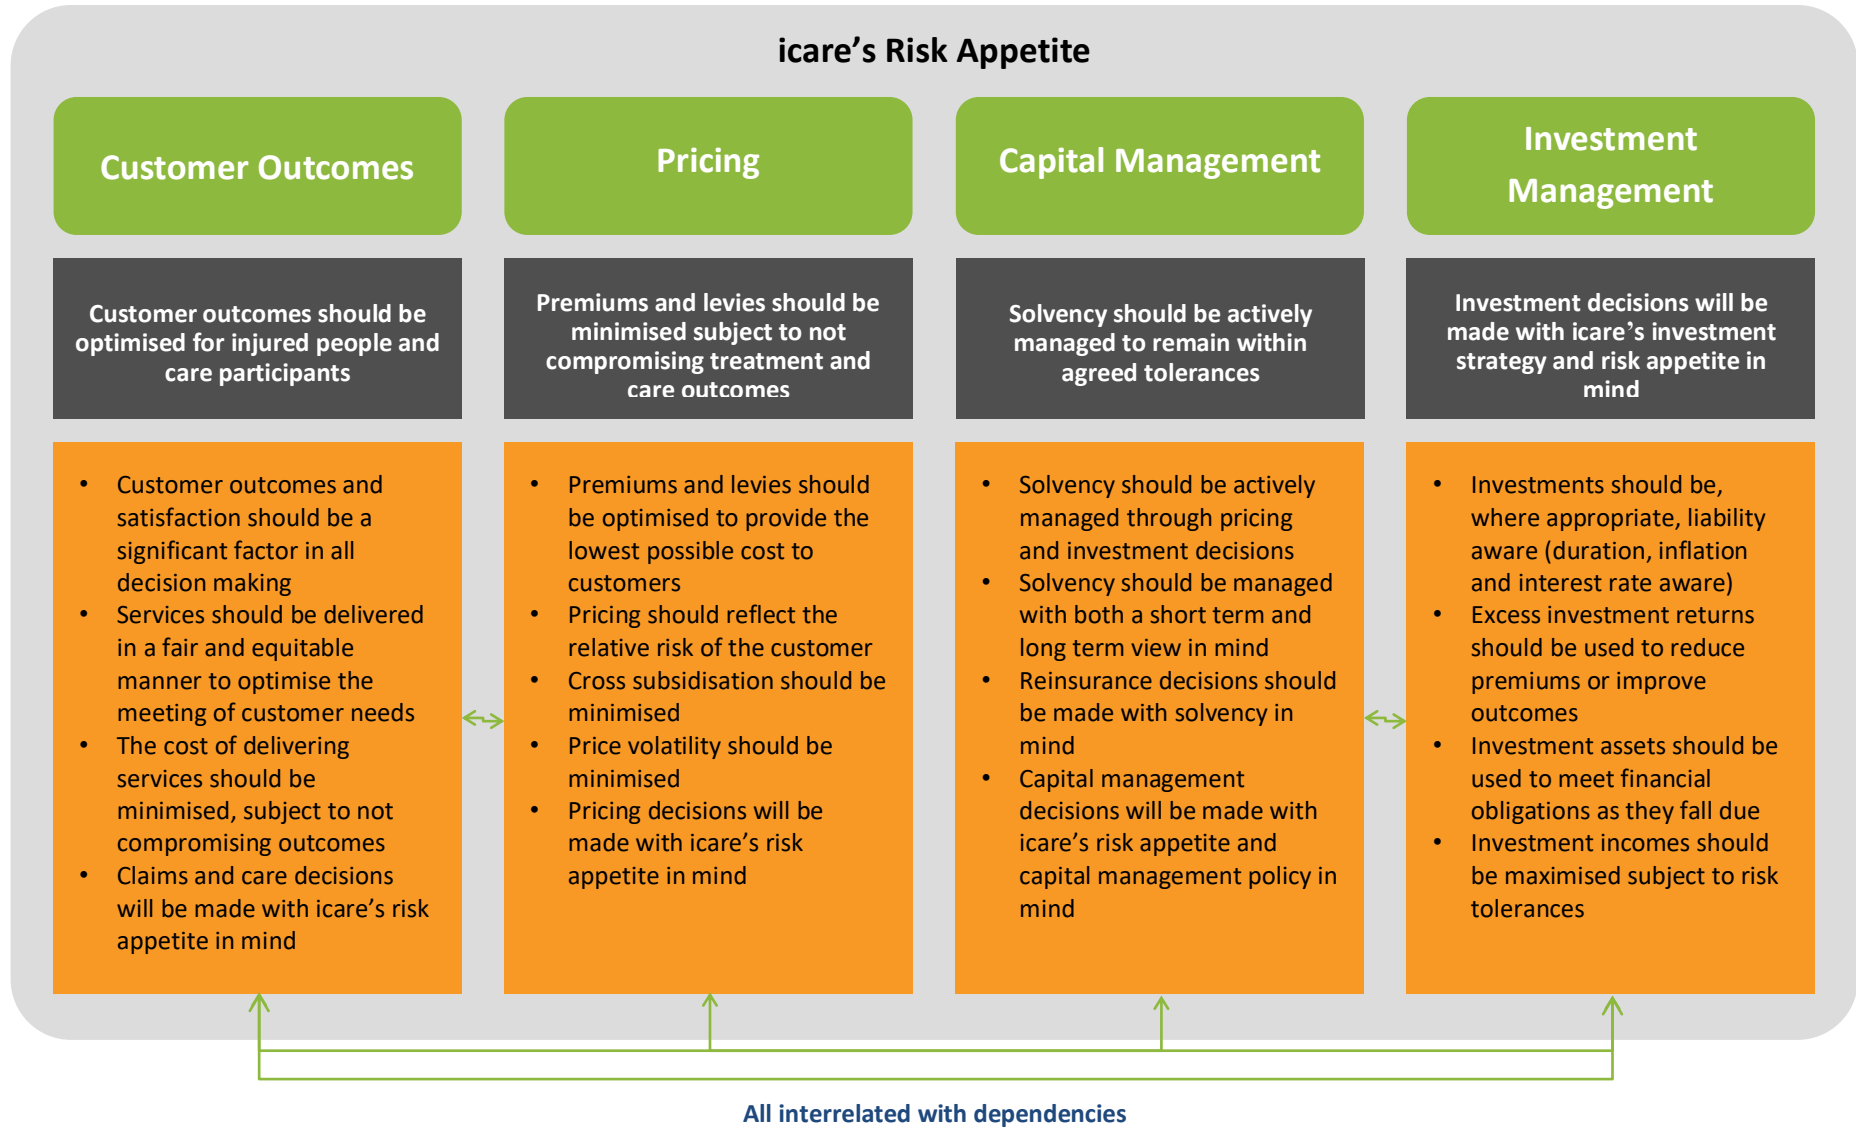 icare’s Risk Appetite
Customer Outcomes
Customer outcomes should be
optimised for injured people and
care participants
• Customer outcomes and
satisfaction should be a
significant factor in all
decision making
• Services should be delivered
in a fair and equitable
manner to optimise the
meeting of customer needs
• The cost of delivering
services should be
minimised, subject to not
compromising outcomes
• Claims and care decisions
will be made with icare’s risk
appetite in mind
Pricing
Premiums and levies should be
minimised subject to not
compromising treatment and
care outcomes
• Premiums and levies should
be optimised to provide the
lowest possible cost to
customers
• Pricing should reflect the
relative risk of the customer
• Cross subsidisation should be
minimised
• Price volatility should be
minimised
• Pricing decisions will be
made with icare’s risk
appetite in mind
Capital Management
Solvency should be actively
managed to remain within
agreed tolerances
• Solvency should be actively
managed through pricing
and investment decisions
• Solvency should be managed
with both a short term and
long term view in mind
• Reinsurance decisions should
be made with solvency in
mind
• Capital management
decisions will be made with
icare’s risk appetite and
capital management policy in
mind
Investment
Management
Investment decisions will be
made with icare’s investment
strategy and risk appetite in
mind
• Investments should be,
where appropriate, liability
aware (duration, inflation
and interest rate aware)
• Excess investment returns
should be used to reduce
premiums or improve
outcomes
• Investment assets should be
used to meet financial
obligations as they fall due
• Investment incomes should
be maximised subject to risk
tolerances
All interrelated with dependencies